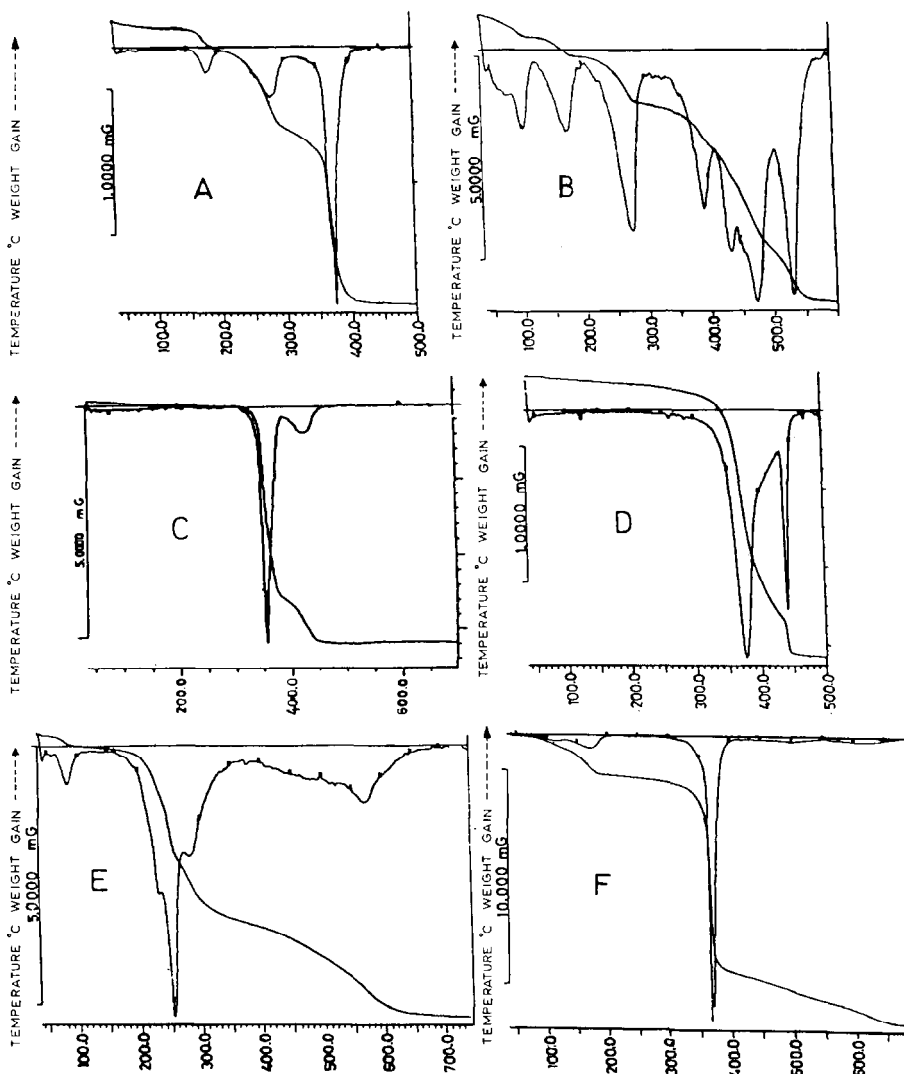 TEMPERATURE °C WEIGHT GAIN ----->
1.0000 mG
A
100.0 200.0 300.0 400.0 500.0
TEMPERATURE °C WEIGHT GAIN ----->
5.0000 mG
B
100.0 200.0 300.0 400.0 500.0
TEMPERATURE °C WEIGHT GAIN ----->
5.0000 mG
C
200.0 400.0 600.0
TEMPERATURE °C WEIGHT GAIN ----->
1.0000 mG
D
100.0 200.0 300.0 400.0 500.0
TEMPERATURE °C WEIGHT GAIN ----->
5.0000 mG
E
100.0 200.0 300.0 400.0 500.0 600.0 700.0
TEMPERATURE °C WEIGHT GAIN ----->
10.000 mG
F
100.0 200.0 300.0 400.0 500.0 600.0